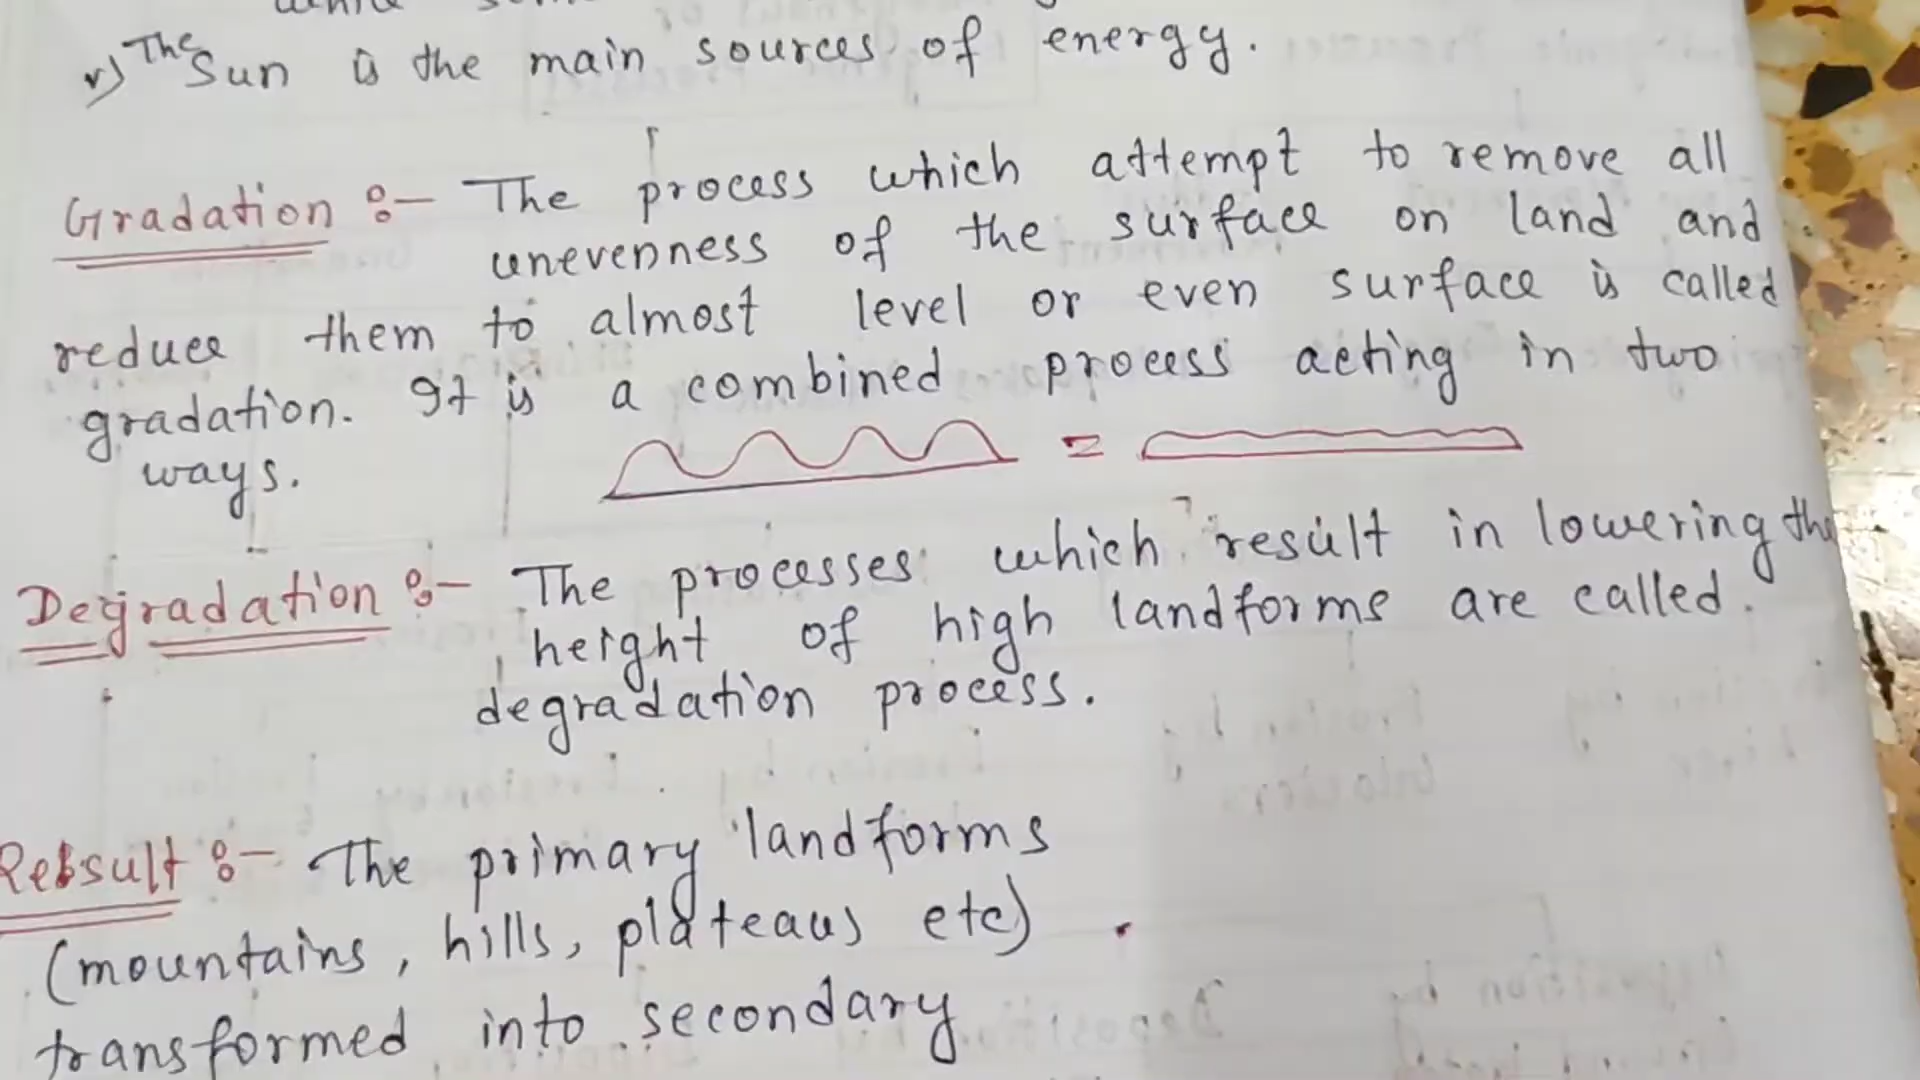 v) The Sun is the main sources of energy.
Gradation :- The process which attempt to remove all
unevenness of the surface on land and
reduce them to almost level or even surface is called
gradation. It is a combined process acting in two
ways.
=
Degradation :- The processes which result in lowering the
height of high landforms are called
degradation process.
Result :- The primary landforms
(mountains, hills, plateaus etc)
transformed into secondary